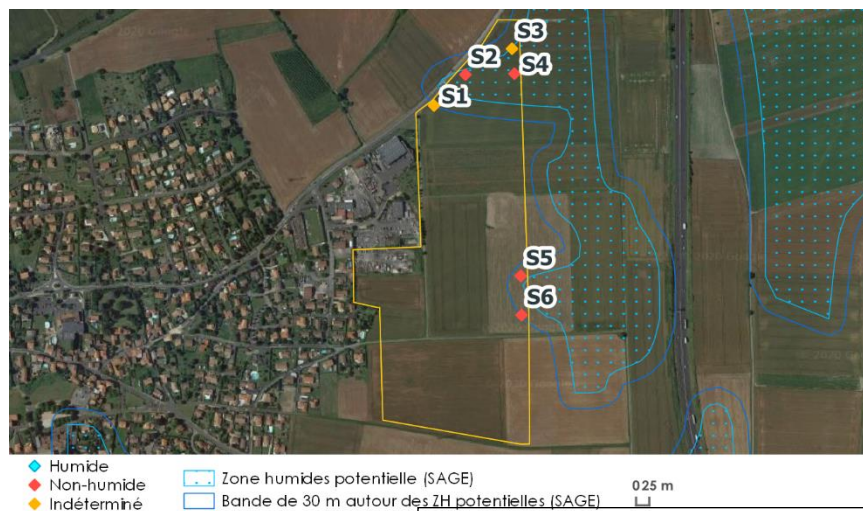 S3
S2
S4
S1
S5
S6
Humide
Non-humide
Indéterminé
Zone humides potentielle (SAGE)
Bande de 30 m autour des ZH potentielles (SAGE)
0 25 m